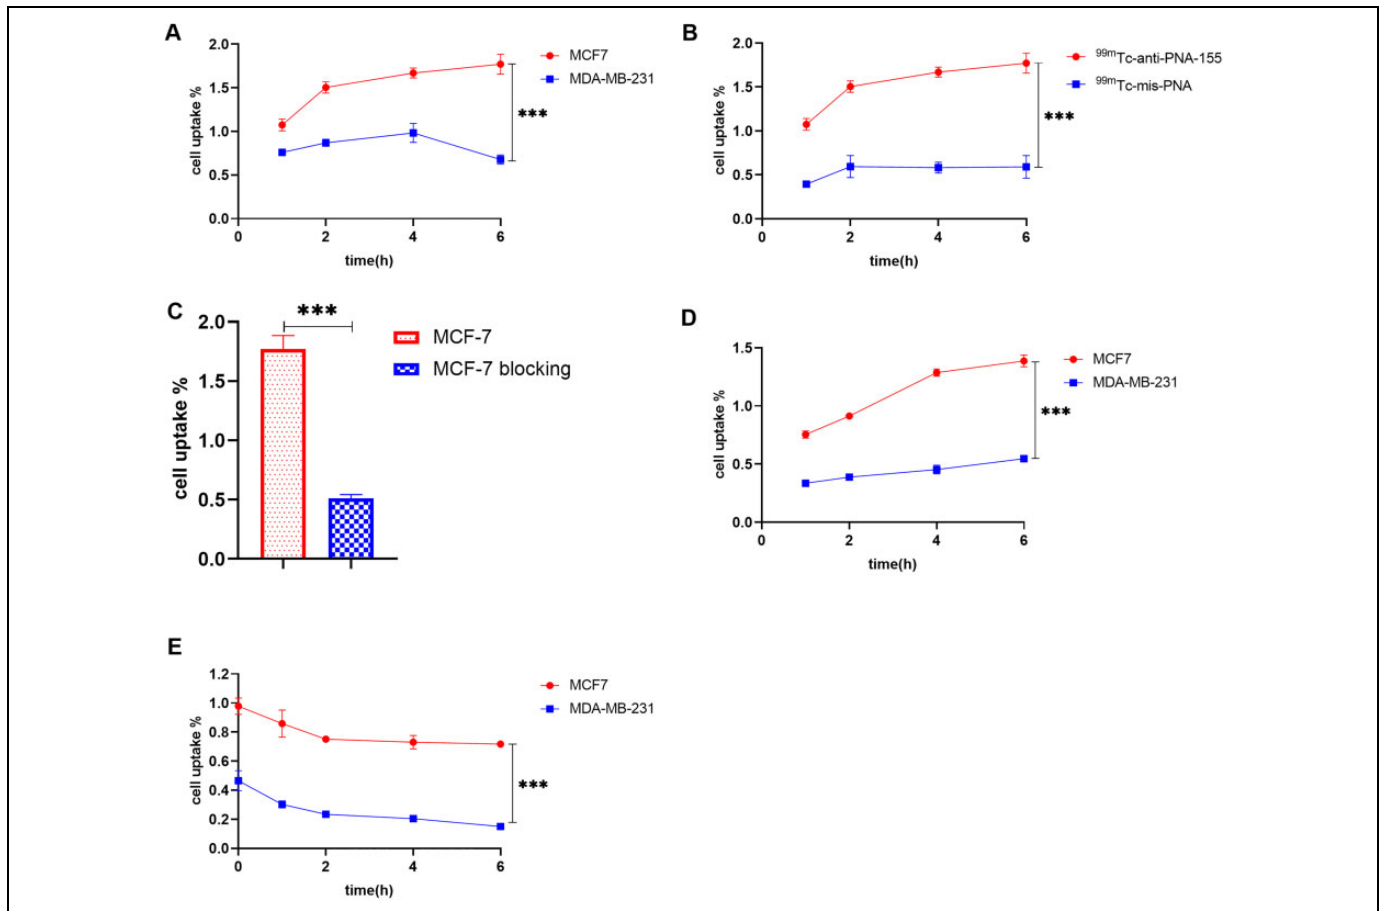 A
2.0
1.5
1.0
0.5
0.0
cell uptake %
0 2 4 6
time(h)
MCF7
MDA-MB-231
***
B
2.0
1.5
1.0
0.5
0.0
cell uptake %
0 2 4 6
time(h)
99mTc-anti-PNA-155
99mTc-mis-PNA
***
C
2.0
1.5
1.0
0.5
0.0
cell uptake %
***
MCF-7
MCF-7 blocking
D
1.5
1.0
0.5
0.0
cell uptake %
0 2 4 6
time(h)
MCF7
MDA-MB-231
***
E
1.2
1.0
0.8
0.6
0.4
0.2
0.0
cell uptake %
0 2 4 6
time(h)
MCF7
MDA-MB-231
***